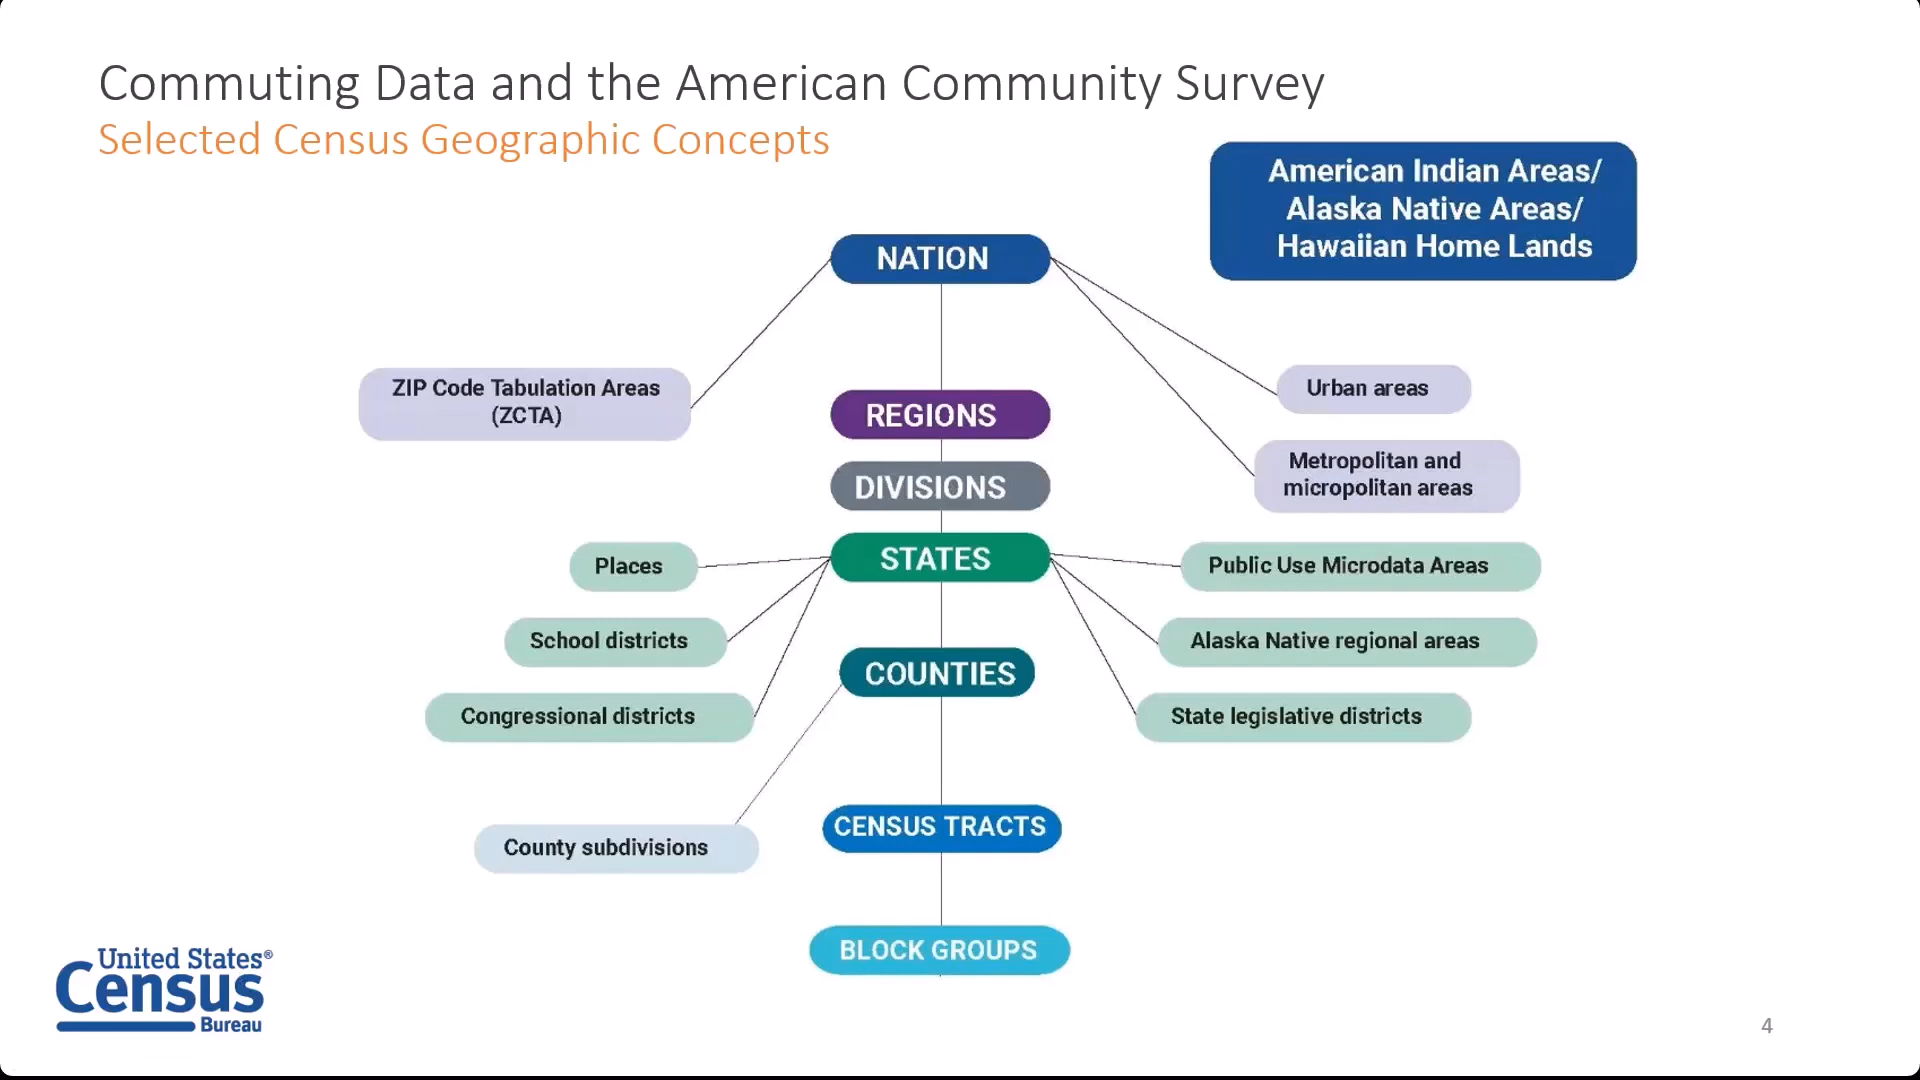 Commuting Data and the American Community Survey
Selected Census Geographic Concepts
American Indian Areas/
Alaska Native Areas/
Hawaiian Home Lands
NATION
ZIP Code Tabulation Areas
(ZCTA)
Urban areas
REGIONS
Metropolitan and
micropolitan areas
DIVISIONS
STATES
Places
Public Use Microdata Areas
School districts
Alaska Native regional areas
COUNTIES
Congressional districts
State legislative districts
CENSUS TRACTS
County subdivisions
BLOCK GROUPS
United States®
Census
Bureau
4